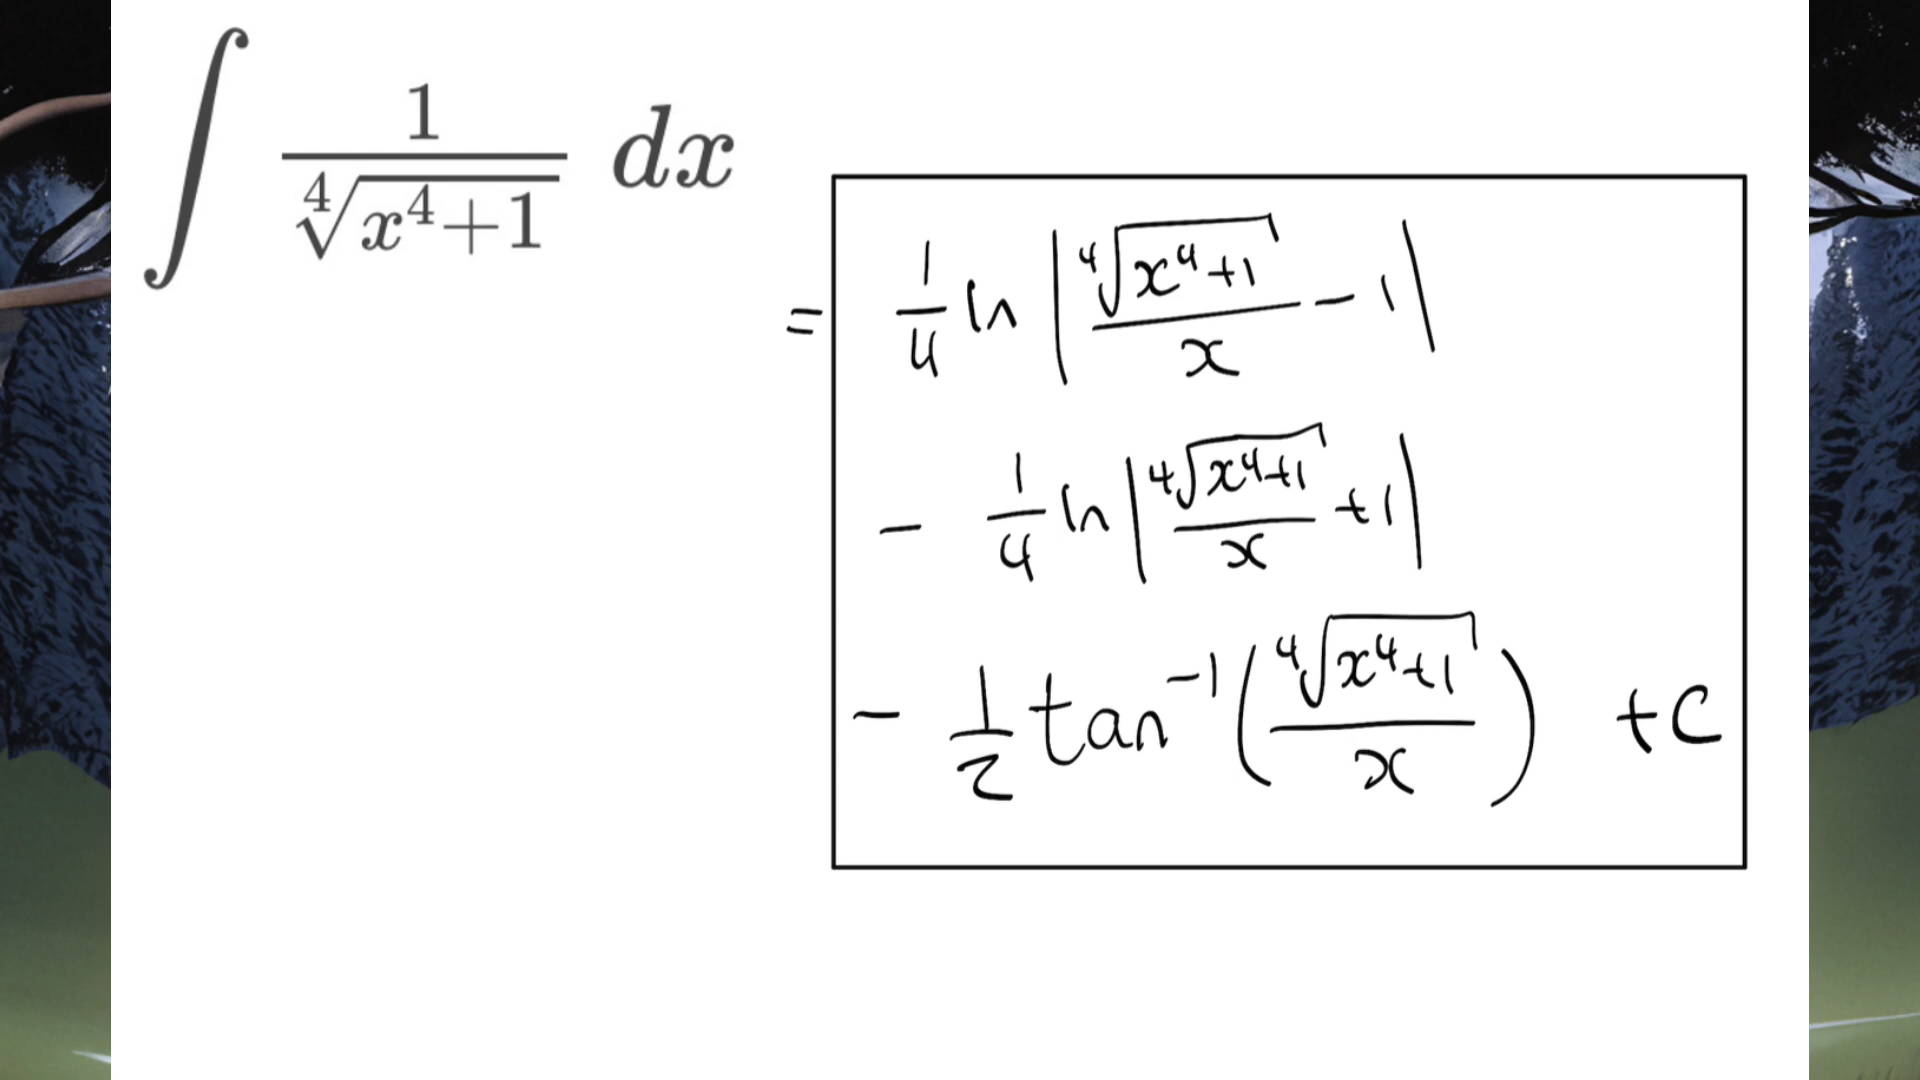 ∫ 1/∜(x⁴+1) dx
= 1/4 ln |∜(x⁴+1)/x − 1|
− 1/4 ln |∜(x⁴+1)/x + 1|
− 1/2 tan⁻¹(∜(x⁴+1)/x) + C